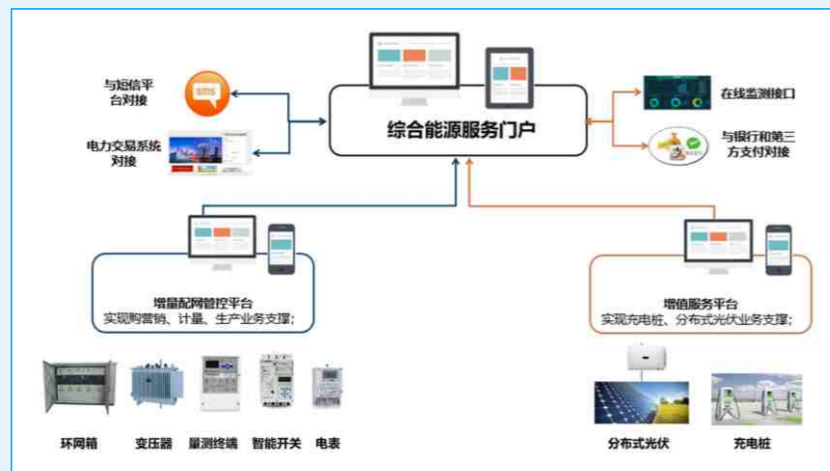 与短信平
台对接
sms
综合能源服务门户
在线监测接口
电力交易系统
对接
与银行和第三
方支付对接
增量配网管控平台
实现购营销、计量、生产业务支撑；
增值服务平台
实现充电桩、分布式光伏业务支撑；
环网箱
变压器
量测终端
智能开关
电表
分布式光伏
充电桩